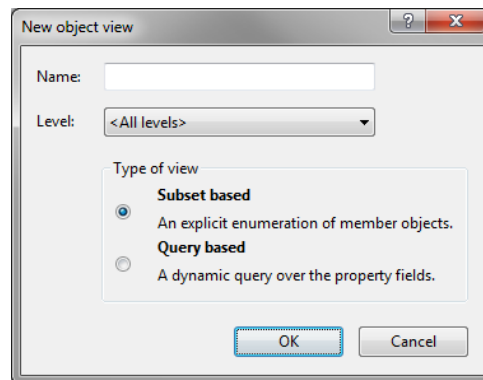 New object view
?
X
Name:
Level:
<All levels>
Type of view
Subset based
An explicit enumeration of member objects.
Query based
A dynamic query over the property fields.
OK
Cancel